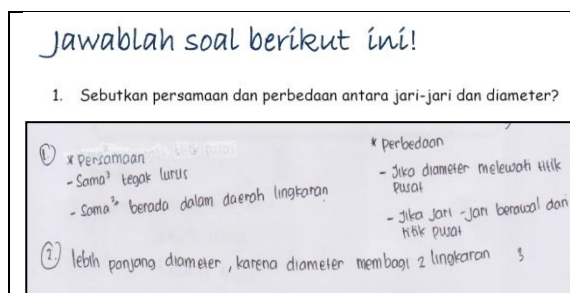 Jawablah soal berikut ini!
1. Sebutkan persamaan dan perbedaan antara jari-jari dan diameter?
1. * Persamaan
- Sama² tegak lurus
- Sama² berada dalam daerah lingkaran
* perbedaan
- Jika diameter melewati titik
pusat
- Jika Jari-Jari berawal dari
titik pusat
2. lebih panjang diameter, karena diameter membagi 2 lingkaran